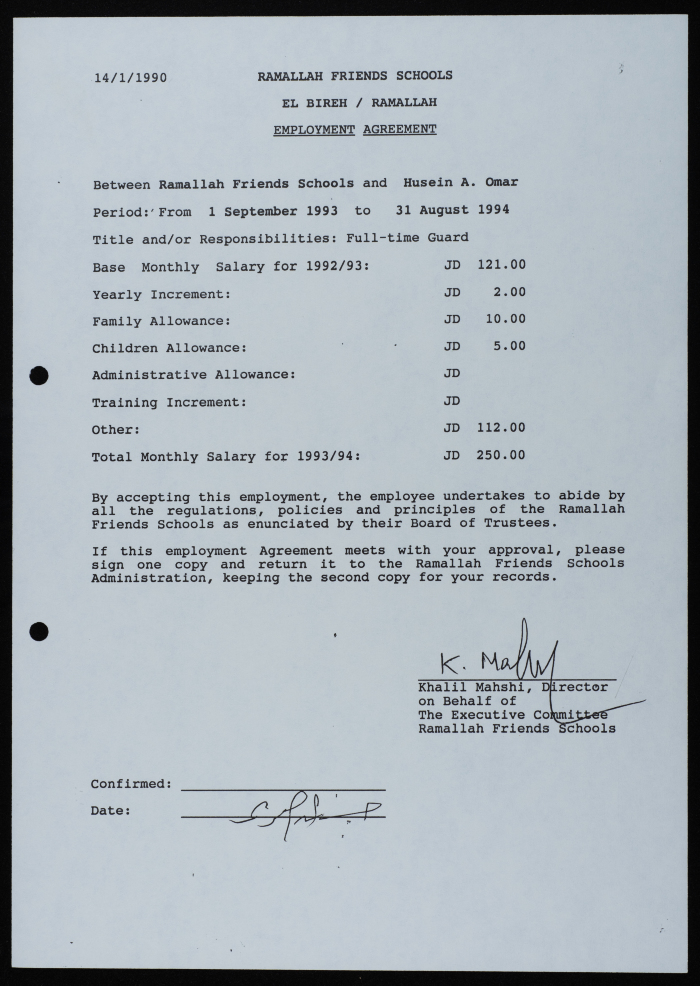 14/1/1990 RAMALLAH FRIENDS SCHOOLS
EL BIREH / RAMALLAH
EMPLOYMENT AGREEMENT
Between Ramallah Friends Schools and Husein A. Omar
Period: From 1 September 1993 to 31 August 1994
Title and/or Responsibilities: Full-time Guard
Base Monthly Salary for 1992/93: JD 121.00
Yearly Increment: JD 2.00
Family Allowance: JD 10.00
Children Allowance: JD 5.00
Administrative Allowance: JD
Training Increment: JD
Other: JD 112.00
Total Monthly Salary for 1993/94: JD 250.00
By accepting this employment, the employee undertakes to abide by
all the regulations, policies and principles of the Ramallah
Friends Schools as enunciated by their Board of Trustees.
If this employment Agreement meets with your approval, please
sign one copy and return it to the Ramallah Friends Schools
Administration, keeping the second copy for your records.
K.
Khalil Mahshi, Director
on Behalf of
The Executive Committee
Ramallah Friends Schools
Confirmed:
Date: